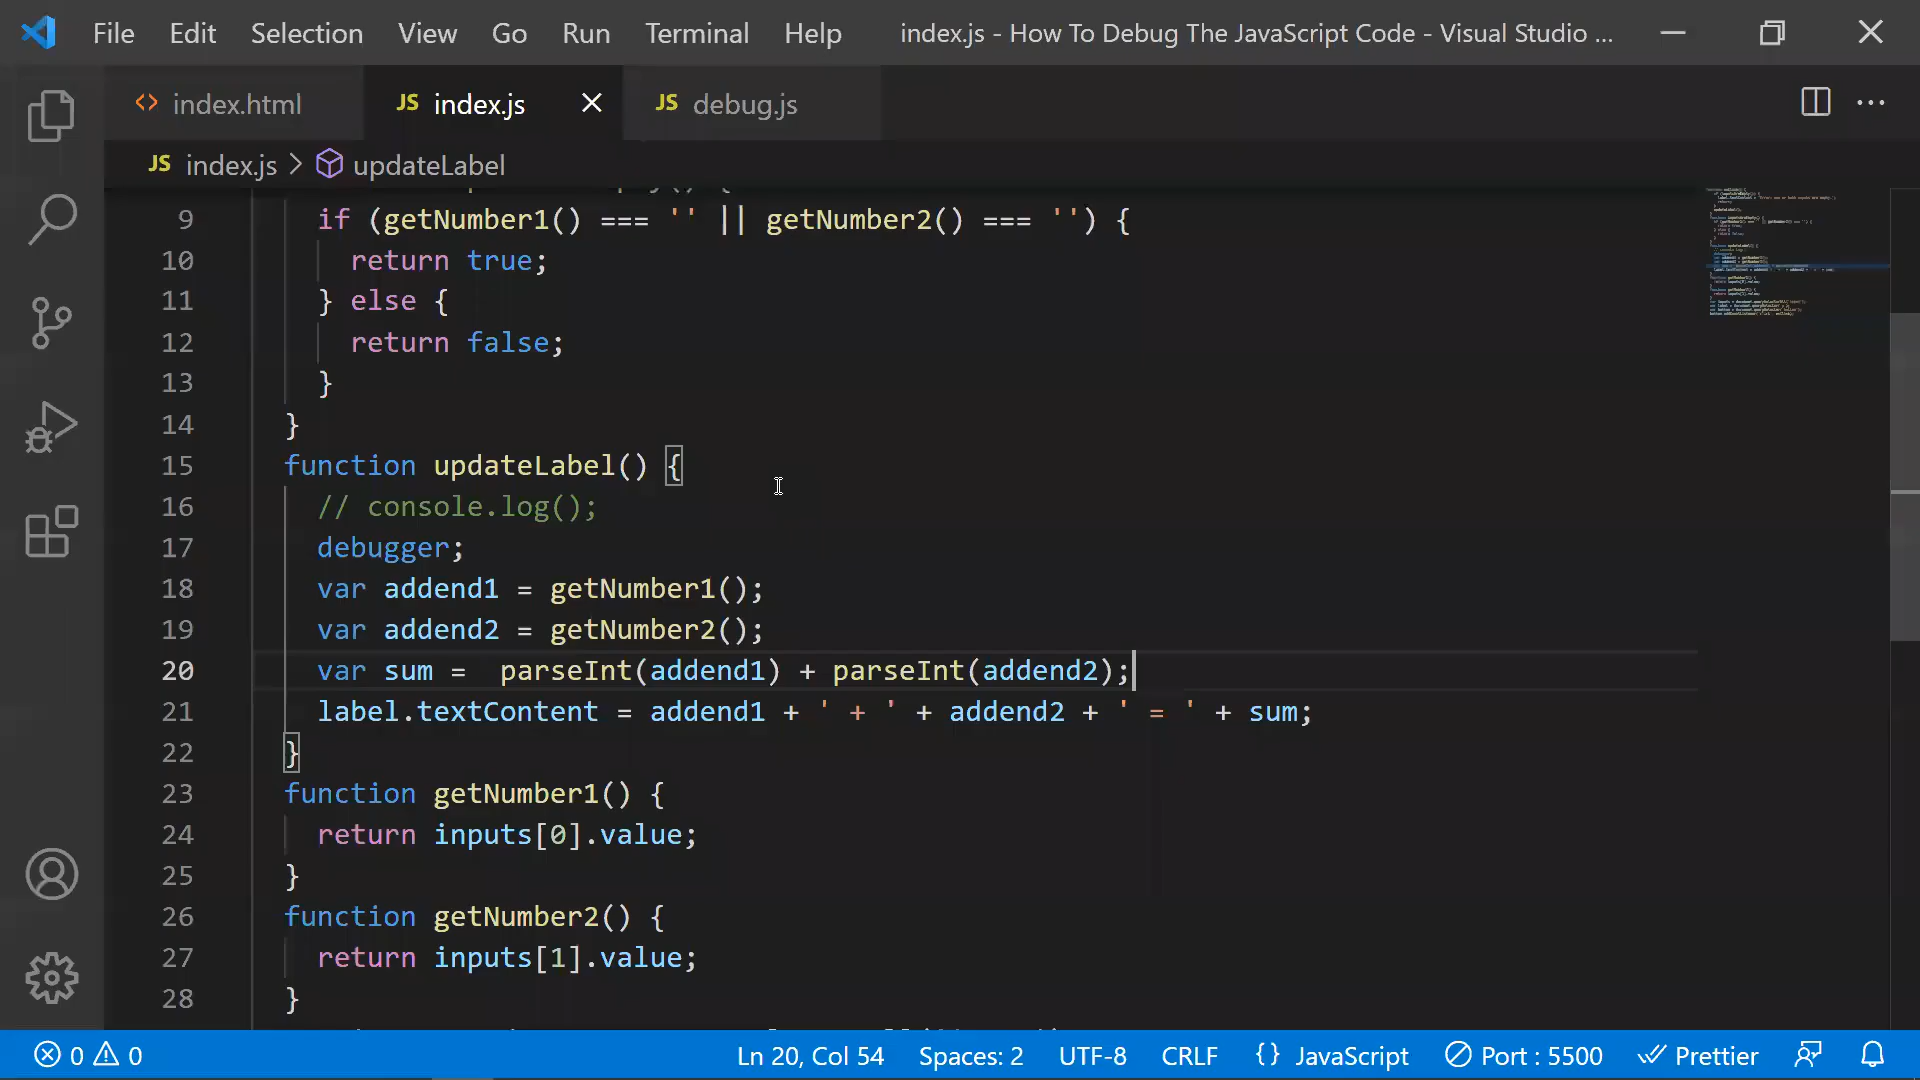 File Edit Selection View Go Run Terminal Help index.js - How To Debug The JavaScript Code - Visual Studio ...
<> index.html JS index.js JS debug.js ...
JS index.js > updateLabel
9 if (getNumber1() === '' || getNumber2() === '') {
10 return true;
11 } else {
12 return false;
13 }
14 }
15 function updateLabel() {
16 // console.log();
17 debugger;
18 var addend1 = getNumber1();
19 var addend2 = getNumber2();
20 var sum =  parseInt(addend1) + parseInt(addend2);
21 label.textContent = addend1 + ' + ' + addend2 + ' = ' + sum;
22 }
23 function getNumber1() {
24 return inputs[0].value;
25 }
26 function getNumber2() {
27 return inputs[1].value;
28 }
0 0 Ln 20, Col 54 Spaces: 2 UTF-8 CRLF {} JavaScript Port : 5500 Prettier